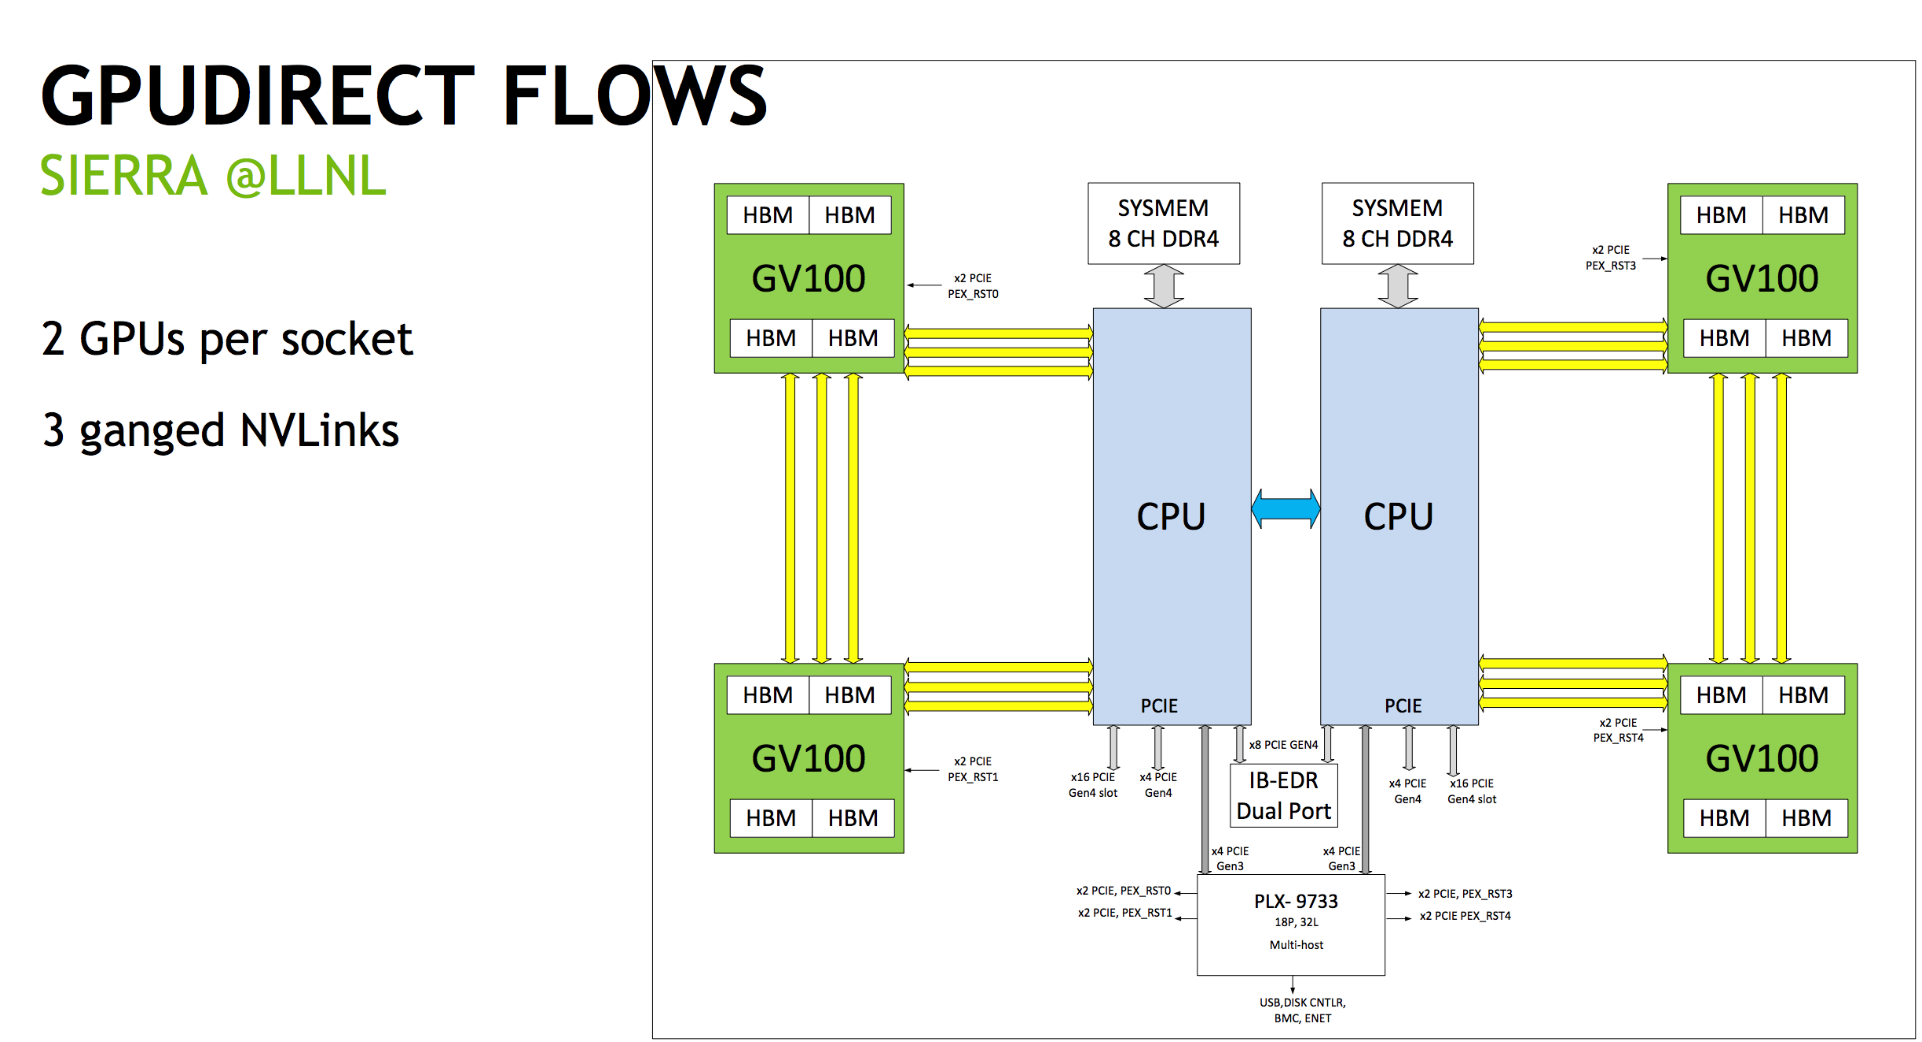 GPUDIRECT FLOWS
SIERRA @LLNL
2 GPUs per socket
3 ganged NVLinks
HBM HBM
GV100
HBM HBM
x2 PCIE
PEX_RST0
SYSMEM
8 CH DDR4
SYSMEM
8 CH DDR4
x2 PCIE
PEX_RST3
HBM HBM
GV100
HBM HBM
CPU
CPU
PCIE
PCIE
HBM HBM
GV100
HBM HBM
x2 PCIE
PEX_RST1
x16 PCIE
Gen4 slot
x4 PCIE
Gen4
x8 PCIE GEN4
IB-EDR
Dual Port
x4 PCIE
Gen4
x16 PCIE
Gen4 slot
x2 PCIE
PEX_RST4
HBM HBM
GV100
HBM HBM
x4 PCIE
Gen3
x4 PCIE
Gen3
x2 PCIE, PEX_RST0
x2 PCIE, PEX_RST1
PLX- 9733
18P, 32L
Multi-host
x2 PCIE, PEX_RST3
x2 PCIE PEX_RST4
USB,DISK CNTLR,
BMC, ENET